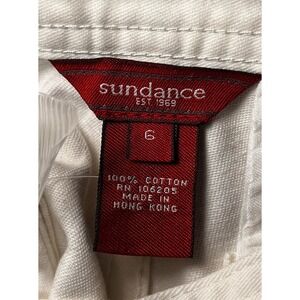 sundance
EST 1969
6
100% COTTON
RN 106205
MADE IN
HONG KONG